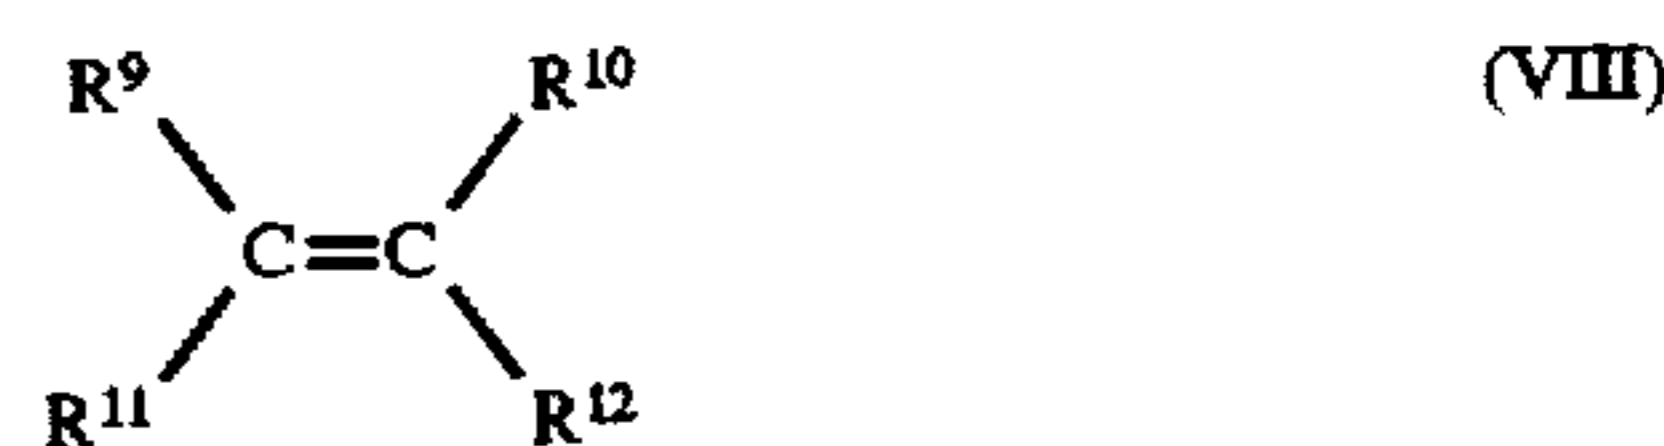 R⁹ R¹⁰ (VIII)
C=C
R¹¹ R¹²